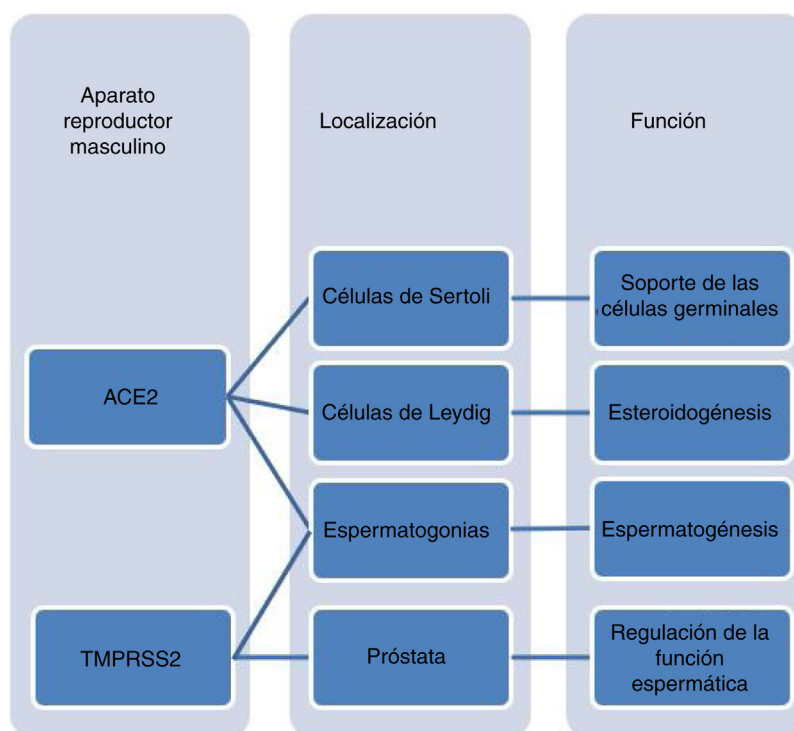 Aparato
reproductor
masculino
Localización
Función
ACE2
TMPRSS2
Células de Sertoli
Células de Leydig
Espermatogonias
Próstata
Soporte de las
células germinales
Esteroidogénesis
Espermatogénesis
Regulación de la
función
espermática